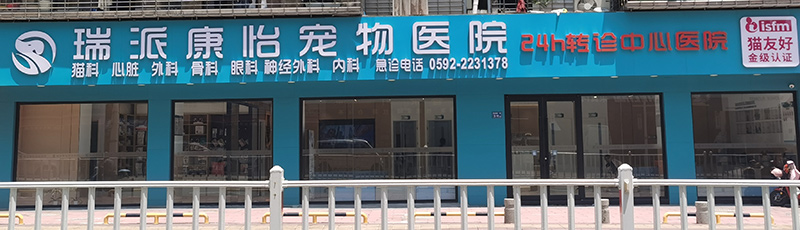 瑞派康怡宠物医院
24h转诊中心医院
猫科 心脏 外科 骨科 眼科 神经外科 内科 急诊电话 0592-2231378
isfm
猫友好
金级认证